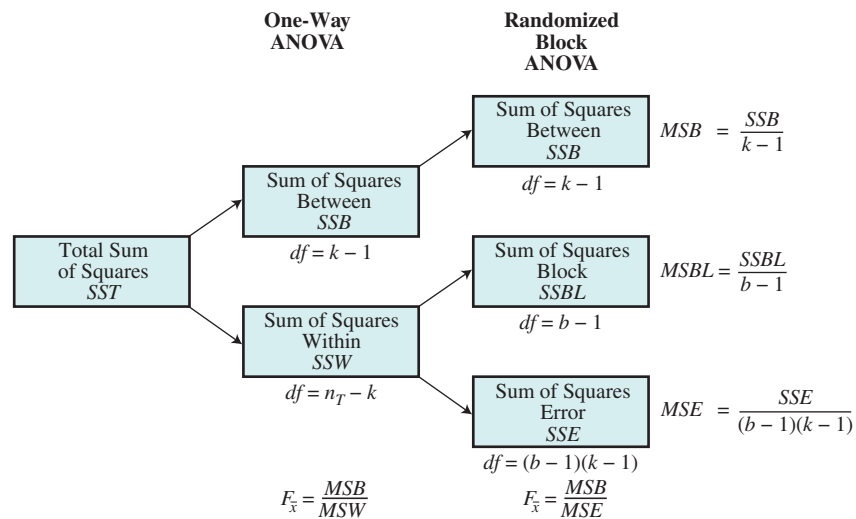 One-Way
ANOVA
Randomized
Block
ANOVA
Sum of Squares
Between
SSB
MSB = SSB / k − 1
df = k − 1
Sum of Squares
Between
SSB
df = k − 1
Total Sum
of Squares
SST
Sum of Squares
Block
SSBL
MSBL = SSBL / b − 1
df = b − 1
Sum of Squares
Within
SSW
df = n_T − k
Sum of Squares
Error
SSE
MSE = SSE / (b − 1)(k − 1)
df = (b − 1)(k − 1)
F_x̄ = MSB / MSW
F_x̄ = MSB / MSE